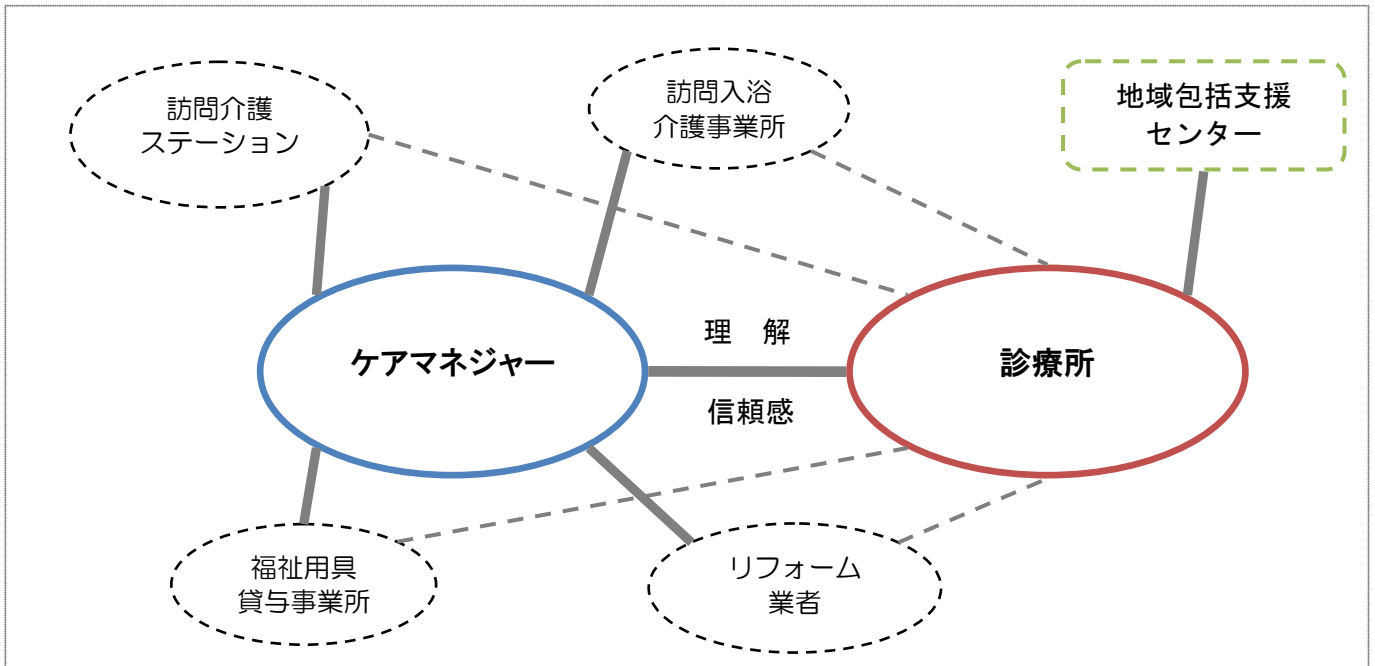 訪問介護
ステーション
訪問入浴
介護事業所
地域包括支援
センター
ケアマネジャー
理　解
信頼感
診療所
福祉用具
貸与事業所
リフォーム
業者